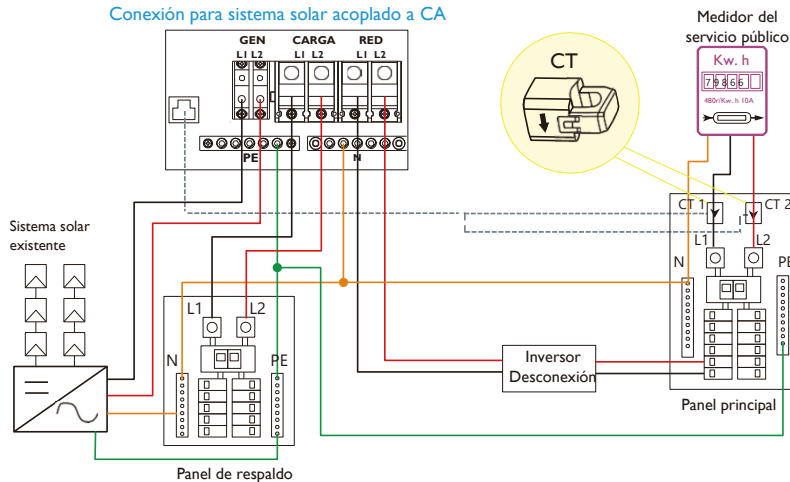 Conexión para sistema solar acoplado a CA
GEN CARGA RED
L1 L2 L1 L2 L1 L2
PE N
CT
Medidor del
servicio público
Kw. h
79866
480r/Kw. h 10A
CT 1 CT 2
L1 L2
N PE
Sistema solar
existente
L1 L2
N PE
Inversor
Desconexión
Panel principal
Panel de respaldo